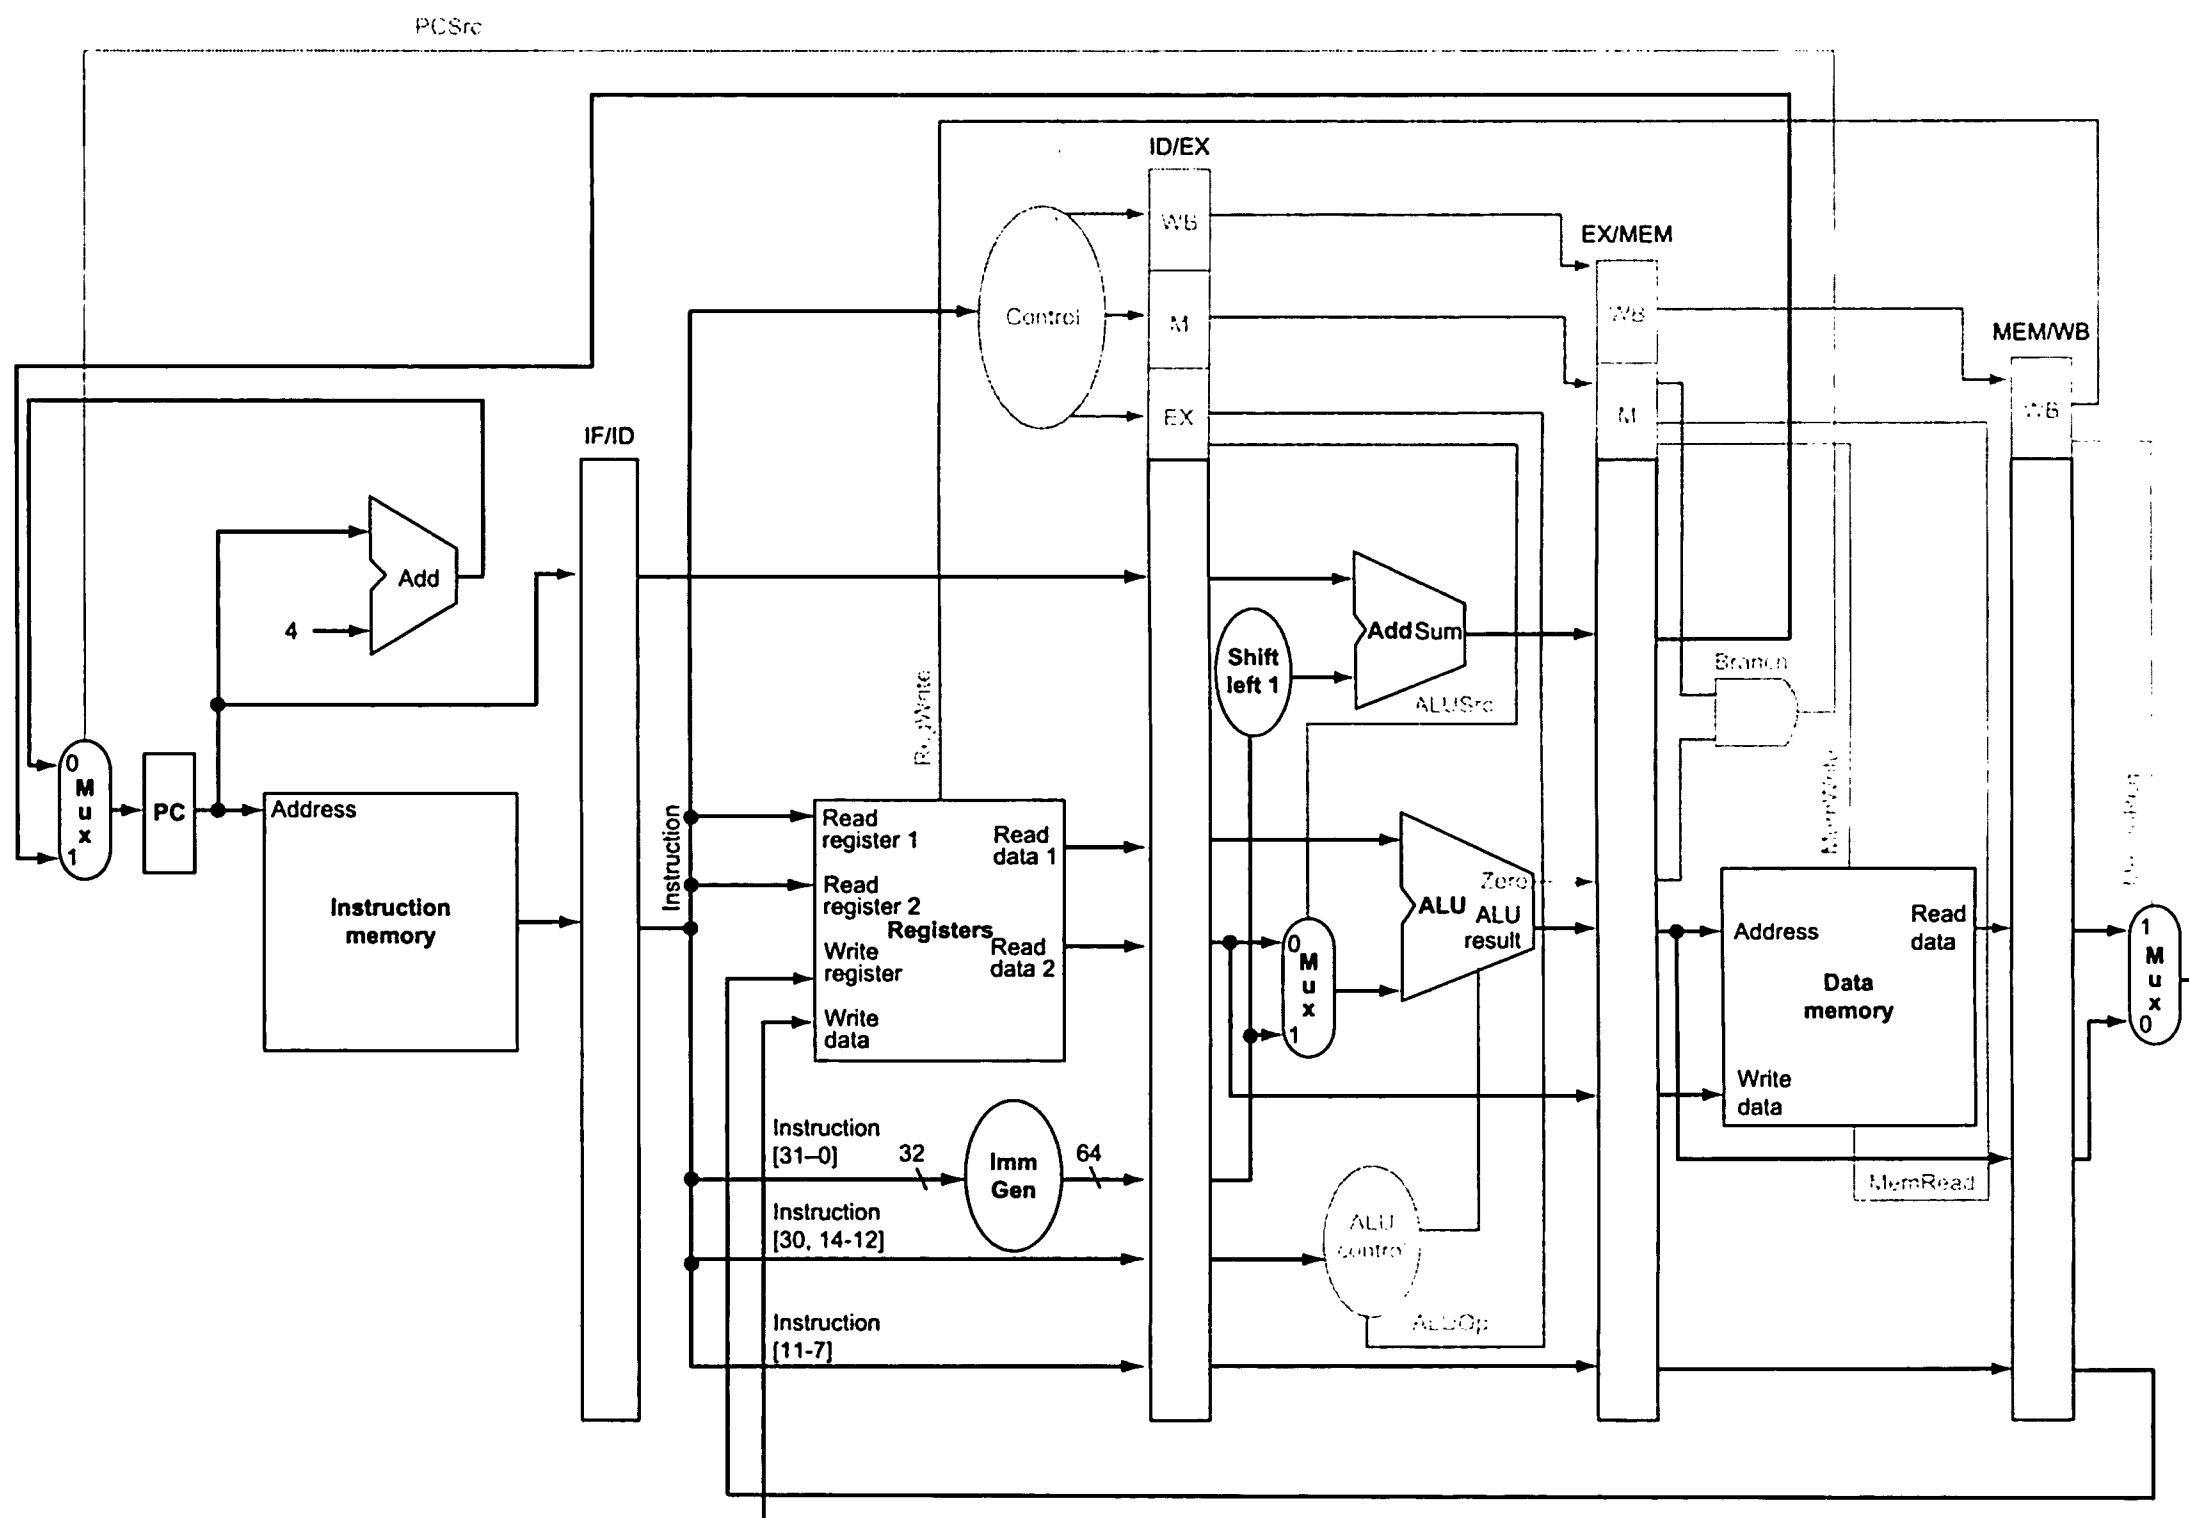 PCSrc
ID/EX
WB
EX/MEM
Control
M
WB
MEM/WB
EX
M
WB
IF/ID
Add
4
Add Sum
Shift
left 1
Branch
ALUSrc
RegWrite
MemWrite
0
M
u
x
1
PC
Address
Instruction
memory
Instruction
Read
register 1
Read
data 1
Read
register 2
Registers
Read
data 2
Write
register
Write
data
Zero
ALU
ALU
result
0
M
u
x
1
Address
Read
data
Data
memory
Write
data
1
M
u
x
0
MemRead
Instruction
[31–0]
32
Imm
Gen
64
Instruction
[30, 14-12]
ALU
control
Instruction
[11-7]
ALUOp